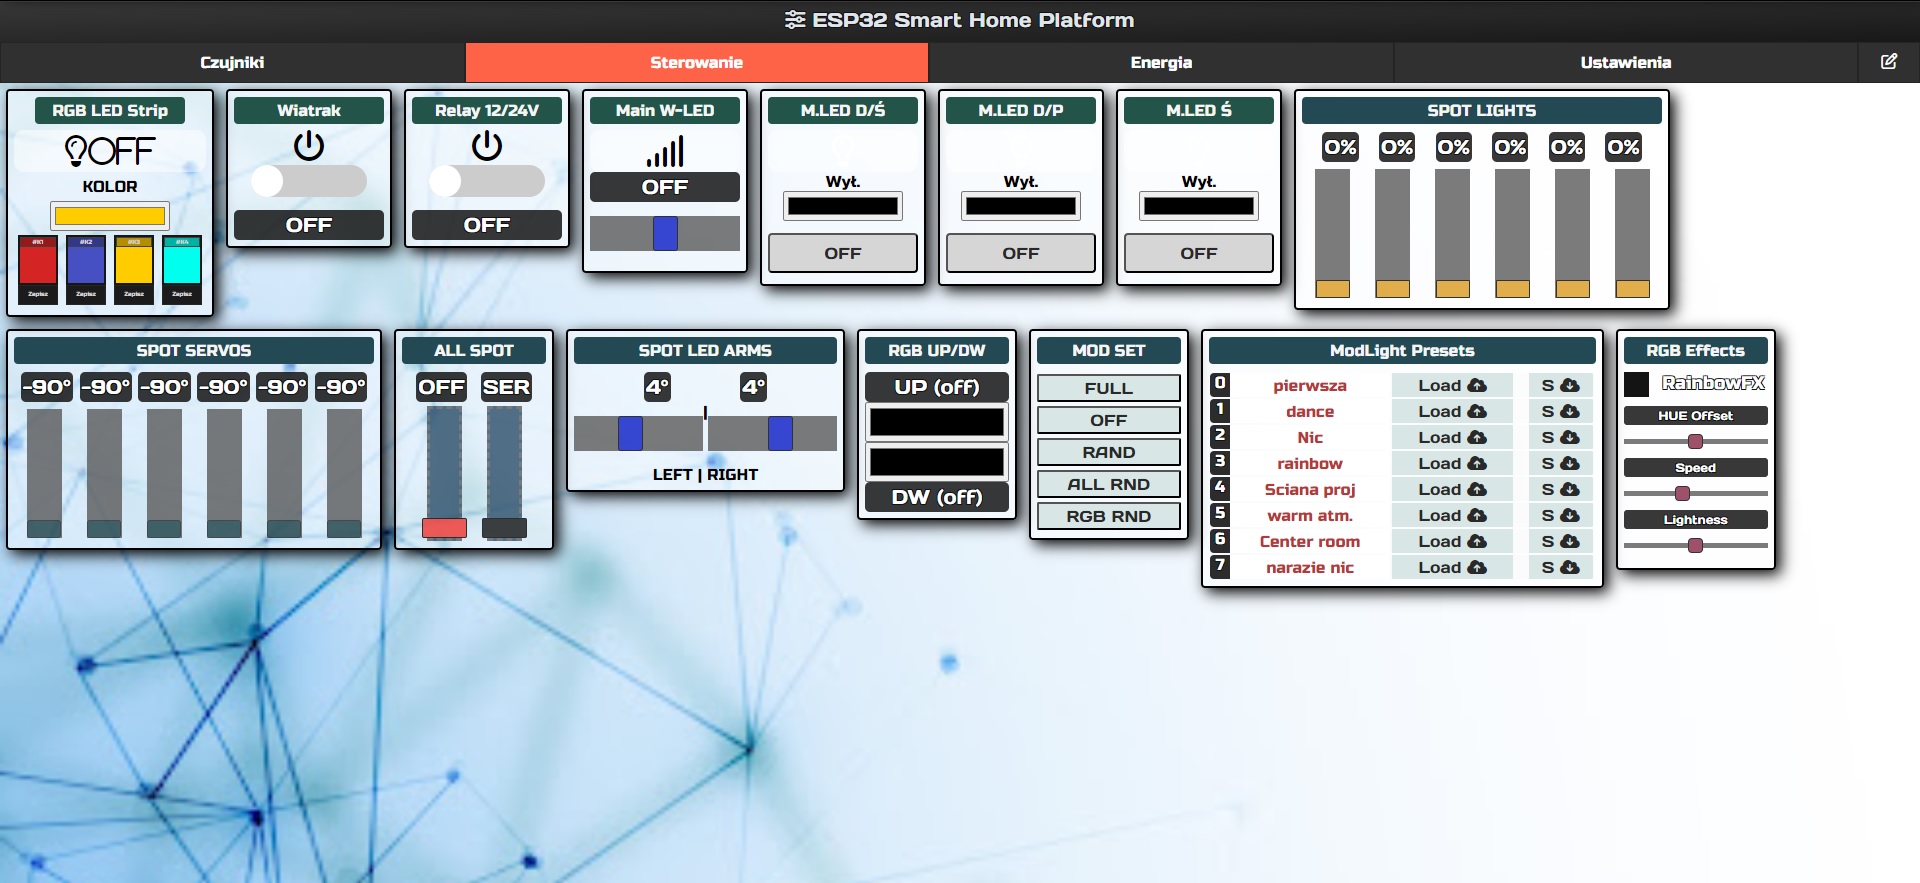 ESP32 Smart Home Platform
Czujniki
Sterowanie
Energia
Ustawienia
RGB LED Strip
OFF
KOLOR
#K1 #K2 #K3 #K4
Zapisz Zapisz Zapisz Zapisz
Wiatrak
OFF
Relay 12/24V
OFF
Main W-LED
OFF
M.LED D/Ś
Wył.
OFF
M.LED D/P
Wył.
OFF
M.LED Ś
Wył.
OFF
SPOT LIGHTS
0% 0% 0% 0% 0% 0%
SPOT SERVOS
-90° -90° -90° -90° -90° -90°
ALL SPOT
OFF SER
SPOT LED ARMS
4° 4°
|
LEFT | RIGHT
RGB UP/DW
UP (off)
DW (off)
MOD SET
FULL
OFF
RAND
ALL RND
RGB RND
ModLight Presets
0 pierwsza Load S
1 dance Load S
2 Nic Load S
3 rainbow Load S
4 Sciana proj Load S
5 warm atm. Load S
6 Center room Load S
7 narazie nic Load S
RGB Effects
RainbowFX
HUE Offset
Speed
Lightness